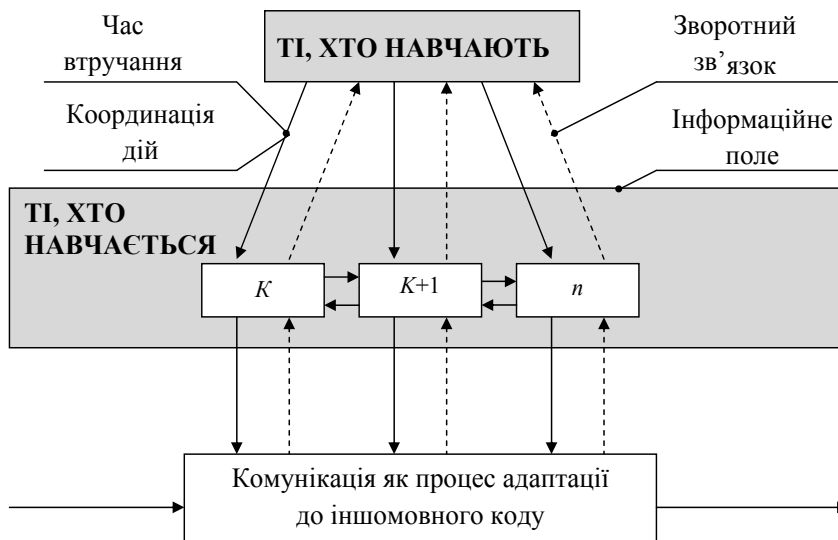 Час
втручання
ТІ, ХТО НАВЧАЮТЬ
Зворотний
зв’язок
Координація
дій
Інформаційне
поле
ТІ, ХТО
НАВЧАЄТЬСЯ
К
К+1
n
Комунікація як процес адаптації
до іншомовного коду